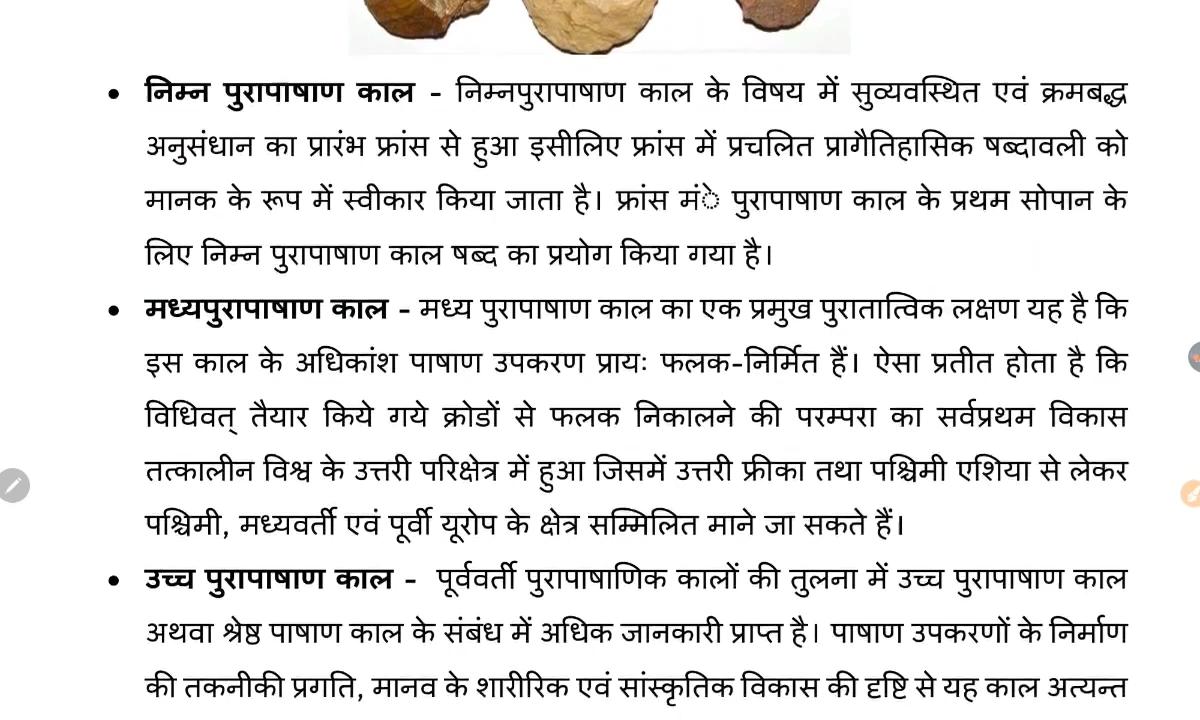 • निम्न पुरापाषाण काल - निम्नपुरापाषाण काल के विषय में सुव्यवस्थित एवं क्रमबद्ध
अनुसंधान का प्रारंभ फ्रांस से हुआ इसीलिए फ्रांस में प्रचलित प्रागैतिहासिक षब्दावली को
मानक के रूप में स्वीकार किया जाता है। फ्रांस मंे पुरापाषाण काल के प्रथम सोपान के
लिए निम्न पुरापाषाण काल षब्द का प्रयोग किया गया है।
• मध्यपुरापाषाण काल - मध्य पुरापाषाण काल का एक प्रमुख पुरातात्विक लक्षण यह है कि
इस काल के अधिकांश पाषाण उपकरण प्रायः फलक-निर्मित हैं। ऐसा प्रतीत होता है कि
विधिवत् तैयार किये गये क्रोडों से फलक निकालने की परम्परा का सर्वप्रथम विकास
तत्कालीन विश्व के उत्तरी परिक्षेत्र में हुआ जिसमें उत्तरी फ्रीका तथा पश्चिमी एशिया से लेकर
पश्चिमी, मध्यवर्ती एवं पूर्वी यूरोप के क्षेत्र सम्मिलित माने जा सकते हैं।
• उच्च पुरापाषाण काल - पूर्ववर्ती पुरापाषाणिक कालों की तुलना में उच्च पुरापाषाण काल
अथवा श्रेष्ठ पाषाण काल के संबंध में अधिक जानकारी प्राप्त है। पाषाण उपकरणों के निर्माण
की तकनीकी प्रगति, मानव के शारीरिक एवं सांस्कृतिक विकास की दृष्टि से यह काल अत्यन्त